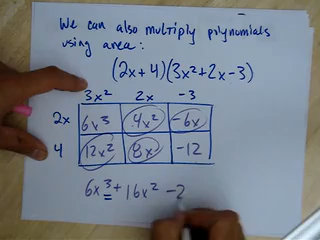 We can also multiply polynomials
using area:
(2x+4)(3x²+2x-3)
3x² 2x -3
2x 6x³ 4x² -6x
4 12x² 8x -12
6x³+16x²-2